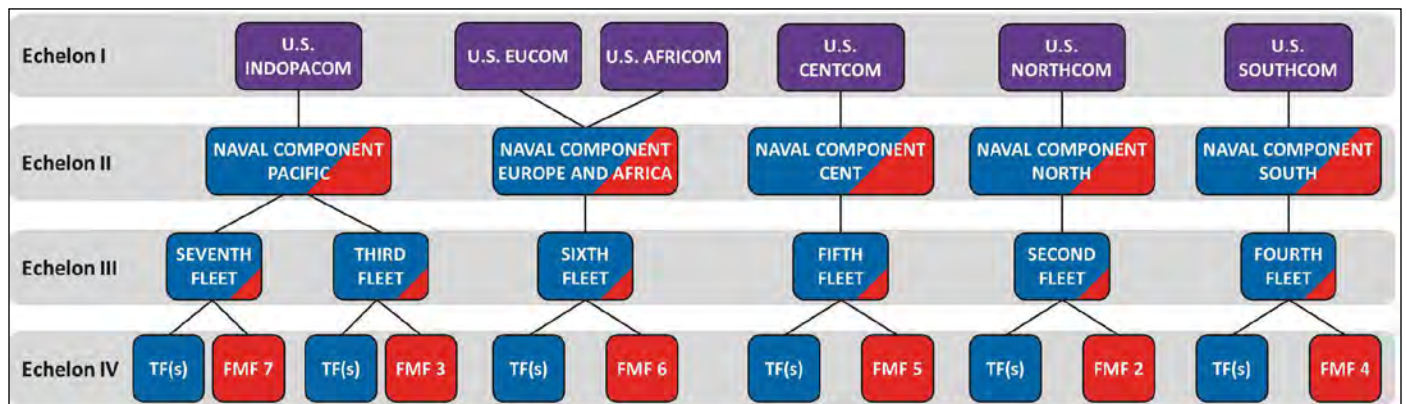 Echelon I
U.S.
INDOPACOM
U.S. EUCOM
U.S. AFRICOM
U.S.
CENTCOM
U.S.
NORTHCOM
U.S.
SOUTHCOM
Echelon II
NAVAL COMPONENT
PACIFIC
NAVAL COMPONENT
EUROPE AND AFRICA
NAVAL COMPONENT
CENT
NAVAL COMPONENT
NORTH
NAVAL COMPONENT
SOUTH
Echelon III
SEVENTH
FLEET
THIRD
FLEET
SIXTH
FLEET
FIFTH
FLEET
SECOND
FLEET
FOURTH
FLEET
Echelon IV
TF(s)
FMF 7
TF(s)
FMF 3
TF(s)
FMF 6
TF(s)
FMF 5
TF(s)
FMF 2
TF(s)
FMF 4